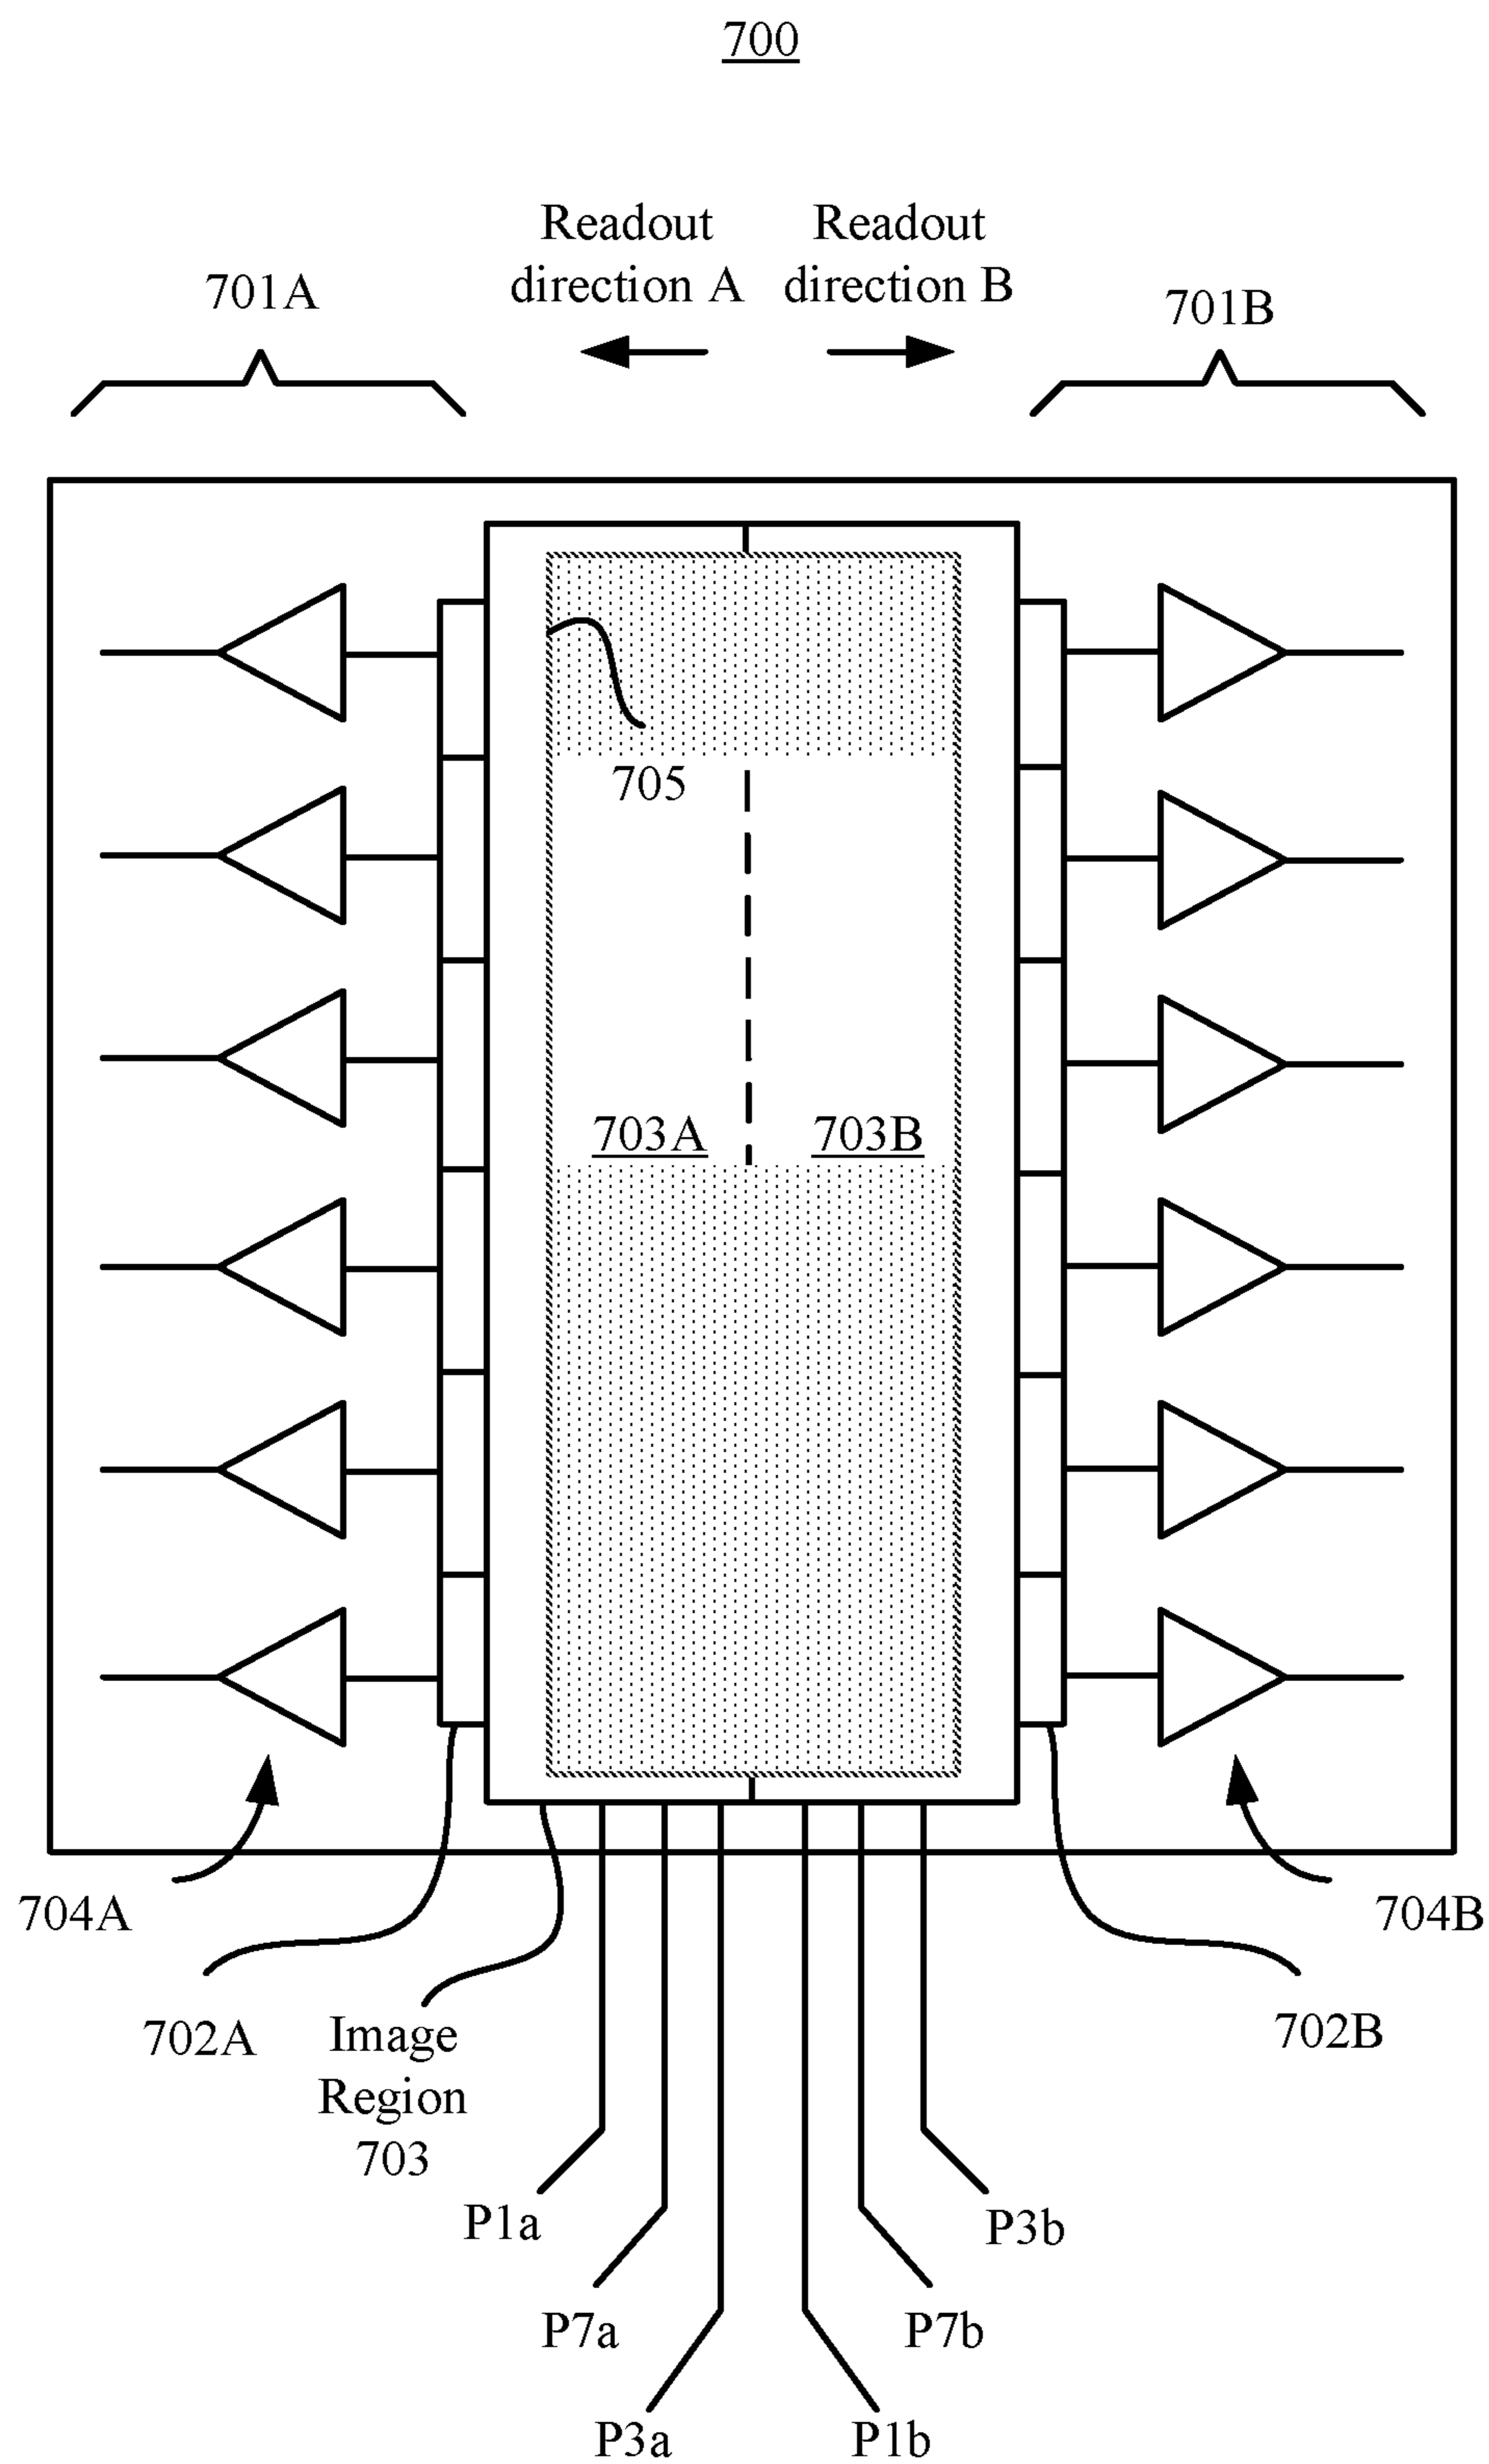 700
Readout
direction A
Readout
direction B
701A
701B
705
703A
703B
704A
704B
702A
702B
Image
Region
703
P1a
P3b
P7a
P7b
P3a
P1b